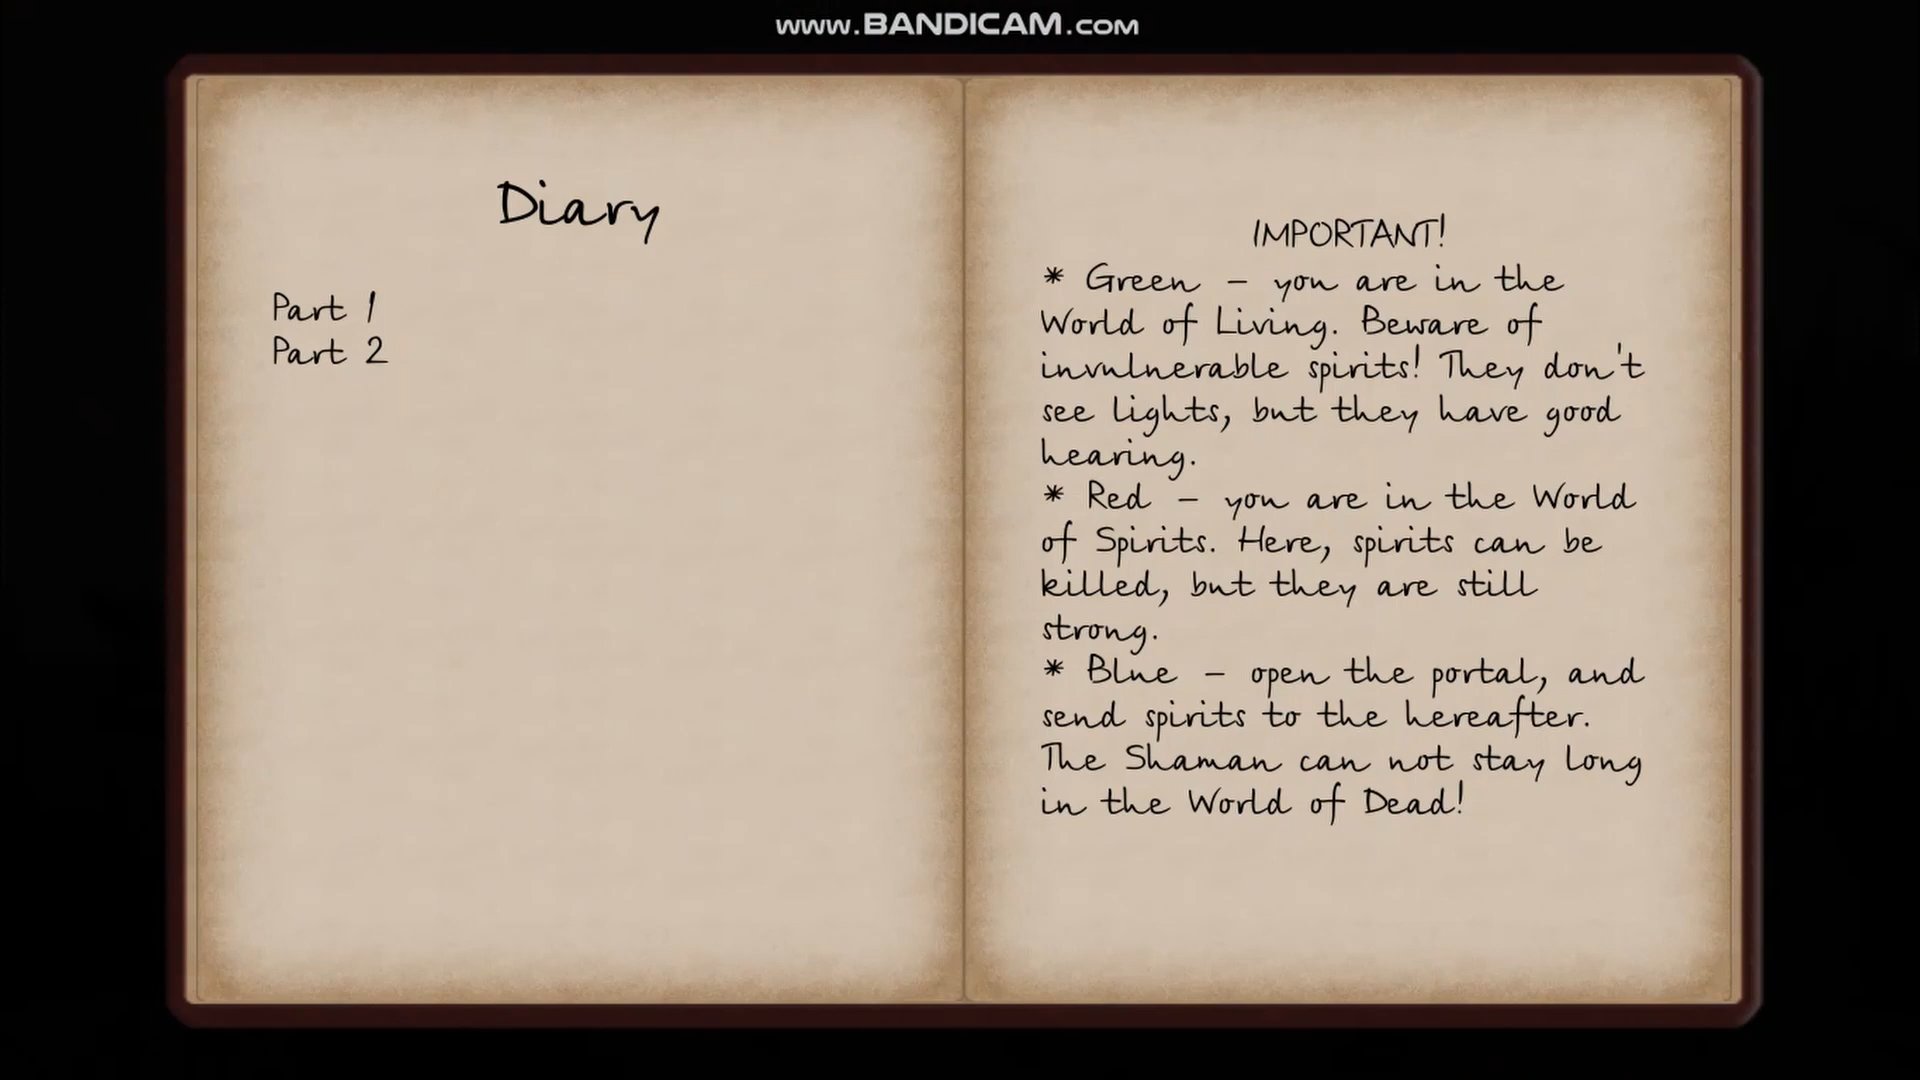 www.BANDICAM.com
Diary
Part 1
Part 2
IMPORTANT!
* Green - you are in the
World of Living. Beware of
invulnerable spirits! They don't
see lights, but they have good
hearing.
* Red - you are in the World
of Spirits. Here, spirits can be
killed, but they are still
strong.
* Blue - open the portal, and
send spirits to the hereafter.
The Shaman can not stay long
in the World of Dead!